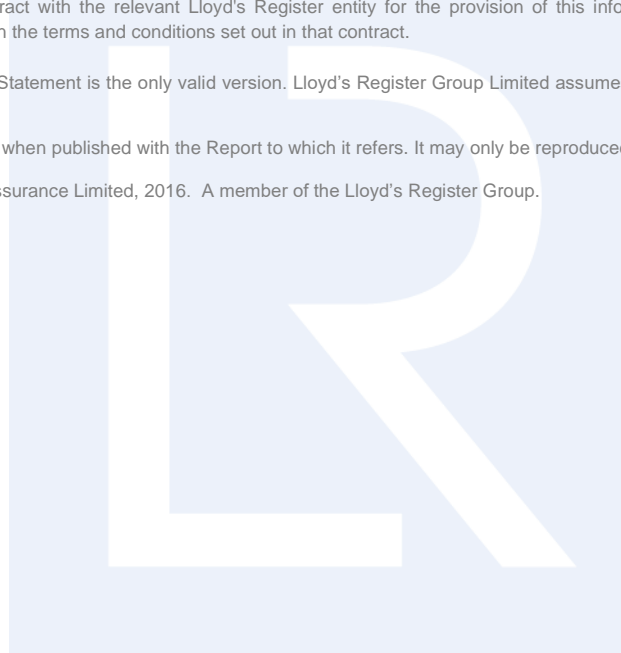 ract with the relevant Lloyd's Register entity for the provision of this info
n the terms and conditions set out in that contract.
Statement is the only valid version. Lloyd's Register Group Limited assume
when published with the Report to which it refers. It may only be reproduced
ssurance Limited, 2016. A member of the Lloyd's Register Group.
LR